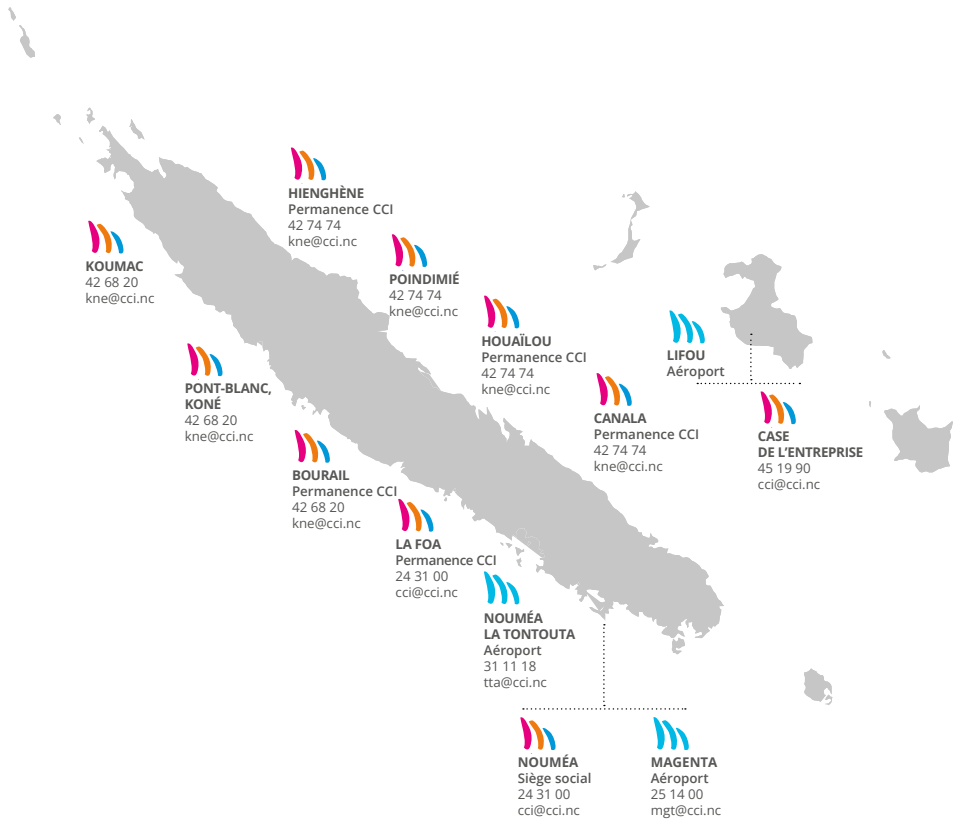 HIENGHÈNE
Permanence CCI
42 74 74
kne@cci.nc
KOUMAC
42 68 20
kne@cci.nc
POINDIMIÉ
42 74 74
kne@cci.nc
HOUAÏLOU
Permanence CCI
42 74 74
kne@cci.nc
LIFOU
Aéroport
PONT-BLANC,
KONÉ
42 68 20
kne@cci.nc
CANALA
Permanence CCI
42 74 74
kne@cci.nc
CASE
DE L’ENTREPRISE
45 19 90
cci@cci.nc
BOURAIL
Permanence CCI
42 68 20
kne@cci.nc
LA FOA
Permanence CCI
24 31 00
cci@cci.nc
NOUMÉA
LA TONTOUTA
Aéroport
31 11 18
tta@cci.nc
NOUMÉA
Siège social
24 31 00
cci@cci.nc
MAGENTA
Aéroport
25 14 00
mgt@cci.nc